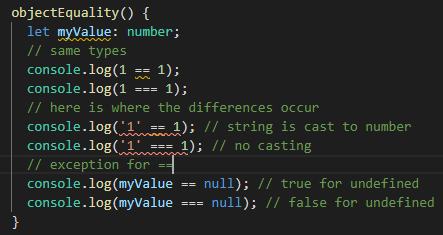 objectEquality() {
let myValue: number;
// same types
console.log(1 == 1);
console.log(1 === 1);
// here is where the differences occur
console.log('1' == 1); // string is cast to number
console.log('1' === 1); // no casting
// exception for ==
console.log(myValue == null); // true for undefined
console.log(myValue === null); // false for undefined
}